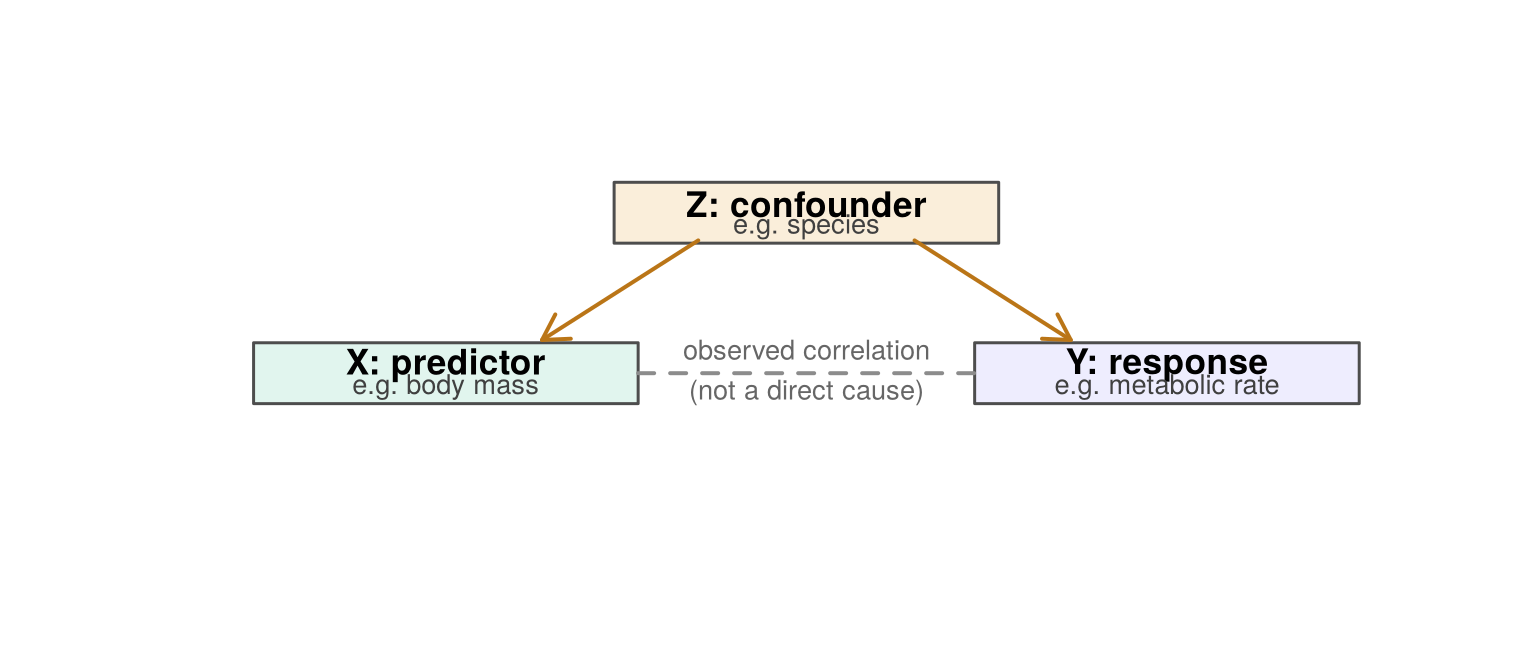 Z: confounder
e.g. species
observed correlation
X: predictor
e.g. body mass
(not a direct cause)
Y: response
e.g. metabolic rate